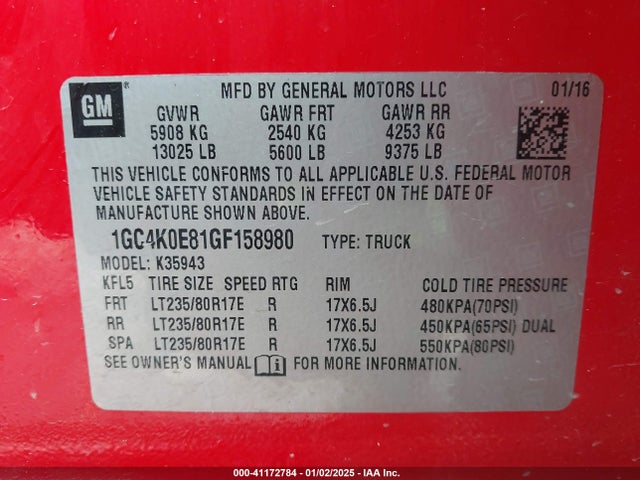 GM
MFD BY GENERAL MOTORS LLC 01/16
GVWR GAWR FRT GAWR RR
5908 KG 2540 KG 4253 KG
13025 LB 5600 LB 9375 LB
THIS VEHICLE CONFORMS TO ALL APPLICABLE U.S. FEDERAL MOTOR
VEHICLE SAFETY STANDARDS IN EFFECT ON THE DATE OF
MANUFACTURE SHOWN ABOVE.
1GC4K0E81GF158980 TYPE: TRUCK
MODEL: K35943
KFL5 TIRE SIZE SPEED RTG RIM COLD TIRE PRESSURE
FRT LT235/80R17E R 17X6.5J 480KPA(70PSI)
RR LT235/80R17E R 17X6.5J 450KPA(65PSI) DUAL
SPA LT235/80R17E R 17X6.5J 550KPA(80PSI)
SEE OWNER'S MANUAL FOR MORE INFORMATION.
000-41172784 - 01/02/2025 - IAA Inc.